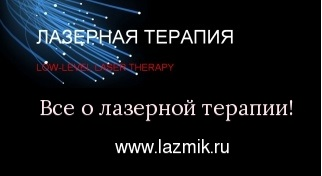 ЛАЗЕРНАЯ ТЕРАПИЯ
LOW-LEVEL LASER THERAPY
Все о лазерной терапии!
www.lazmik.ru